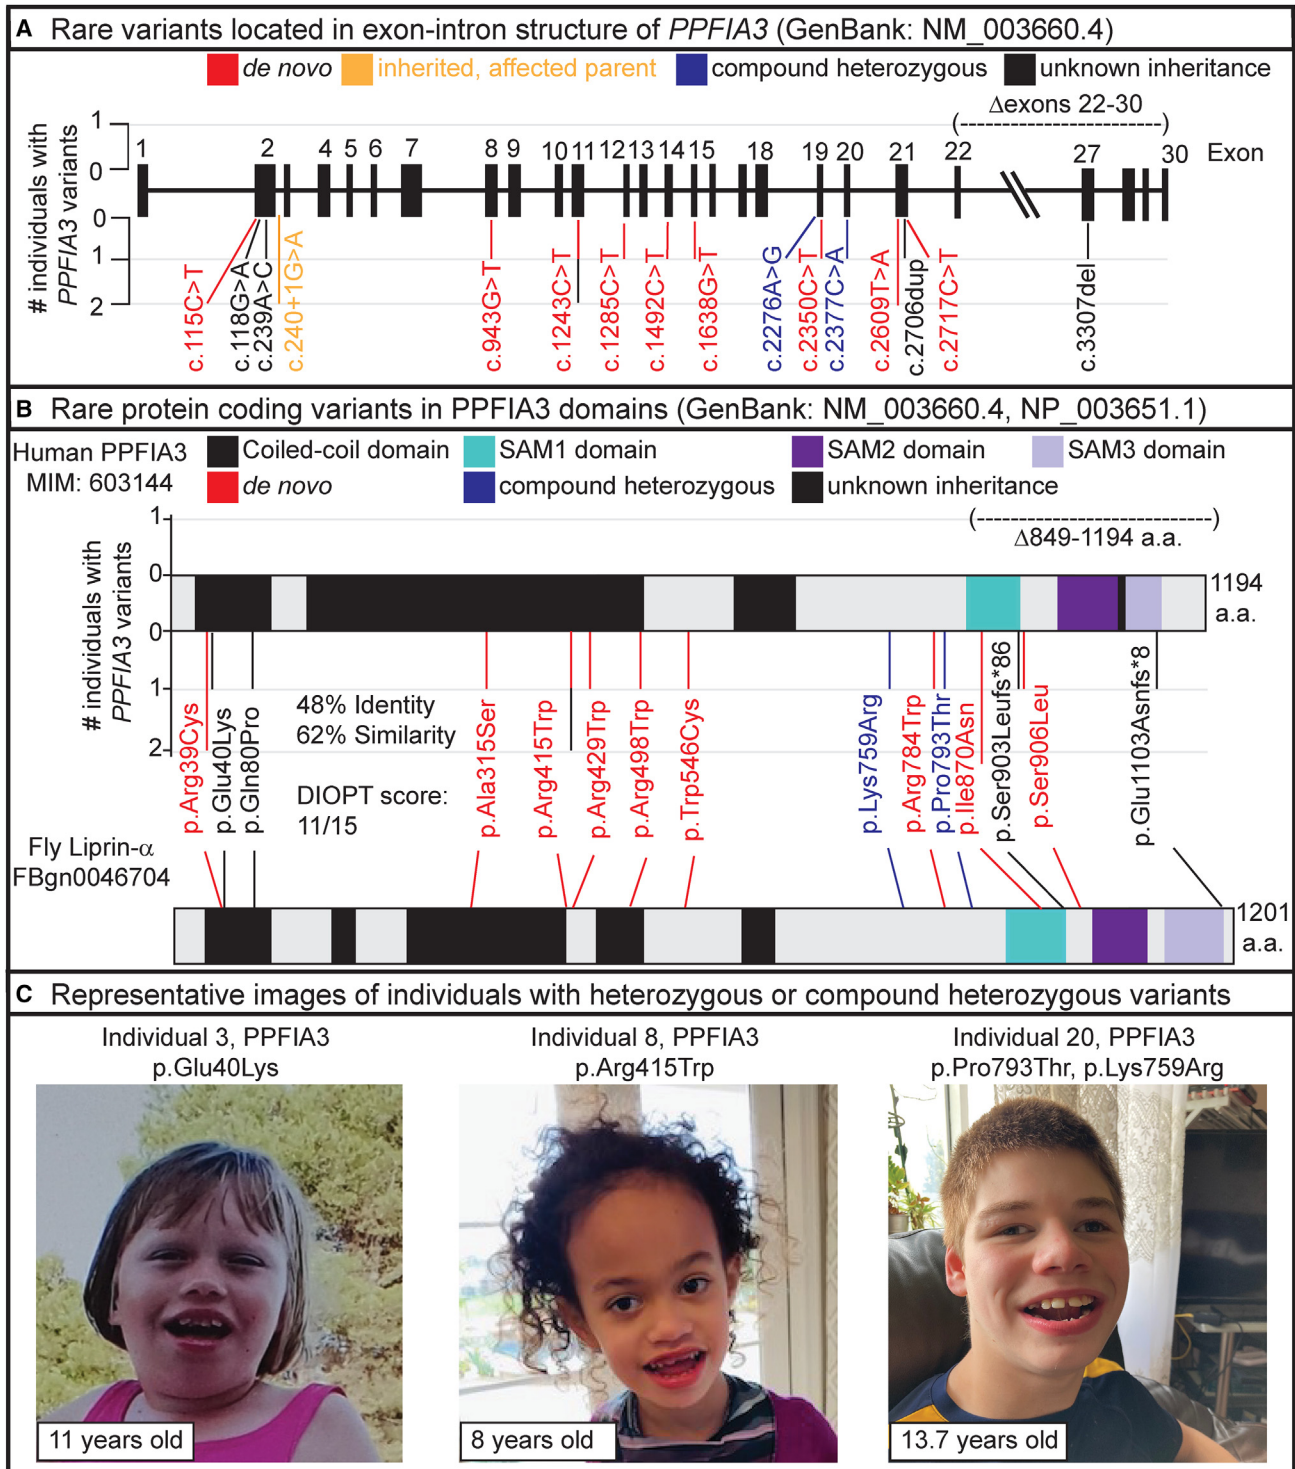 A Rare variants located in exon-intron structure of PPFIA3 (GenBank: NM_003660.4)
de novo inherited, affected parent compound heterozygous unknown inheritance
Δexons 22-30
(----------------------)
# individuals with
PPFIA3 variants
1
0
0
1
2
1 2 4 5 6 7 8 9 10 11 12 13 14 15 18 19 20 21 22 27 30 Exon
c.115C>T
c.118G>A
c.239A>C
c.240+1G>A
c.943G>T
c.1243C>T
c.1285C>T
c.1492C>T
c.1638G>T
c.2276A>G
c.2350C>T
c.2377C>A
c.2609T>A
c.2706dup
c.2717C>T
c.3307del
B Rare protein coding variants in PPFIA3 domains (GenBank: NM_003660.4, NP_003651.1)
Human PPFIA3
MIM: 603144
Coiled-coil domain SAM1 domain SAM2 domain SAM3 domain
de novo compound heterozygous unknown inheritance
(--------------------------)
Δ849-1194 a.a.
# individuals with
PPFIA3 variants
1
0
0
1
2
1194
a.a.
p.Arg39Cys
p.Glu40Lys
p.Gln80Pro
48% Identity
62% Similarity
DIOPT score:
11/15
p.Ala315Ser
p.Arg415Trp
p.Arg429Trp
p.Arg498Trp
p.Trp546Cys
p.Lys759Arg
p.Arg784Trp
p.Pro793Thr
p.Ile870Asn
p.Ser903Leufs*86
p.Ser906Leu
p.Glu1103Asnfs*8
Fly Liprin-α
FBgn0046704
1201
a.a.
C Representative images of individuals with heterozygous or compound heterozygous variants
Individual 3, PPFIA3
p.Glu40Lys
Individual 8, PPFIA3
p.Arg415Trp
Individual 20, PPFIA3
p.Pro793Thr, p.Lys759Arg
11 years old
8 years old
13.7 years old